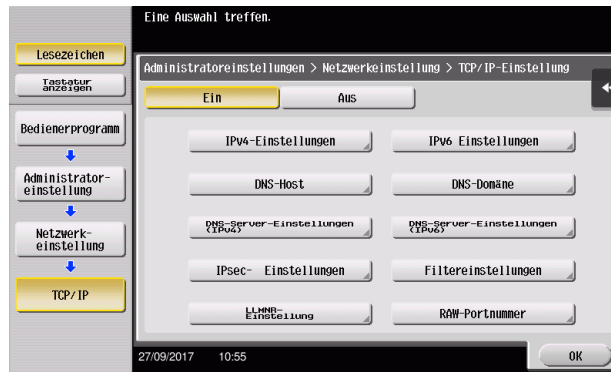 Eine Auswahl treffen.
Lesezeichen
Tastatur
anzeigen
Bedienerprogramm
Administrator-
einstellung
Netzwerk-
einstellung
TCP/IP
Administratoreinstellungen > Netzwerkeinstellung > TCP/IP-Einstellung
Ein
Aus
IPv4-Einstellungen
IPv6 Einstellungen
DNS-Host
DNS-Domäne
DNS-Server-Einstellungen
(IPv4)
DNS-Server-Einstellungen
(IPv6)
IPsec- Einstellungen
Filtereinstellungen
LLMNR-
Einstellung
RAW-Portnummer
27/09/2017 10:55
OK